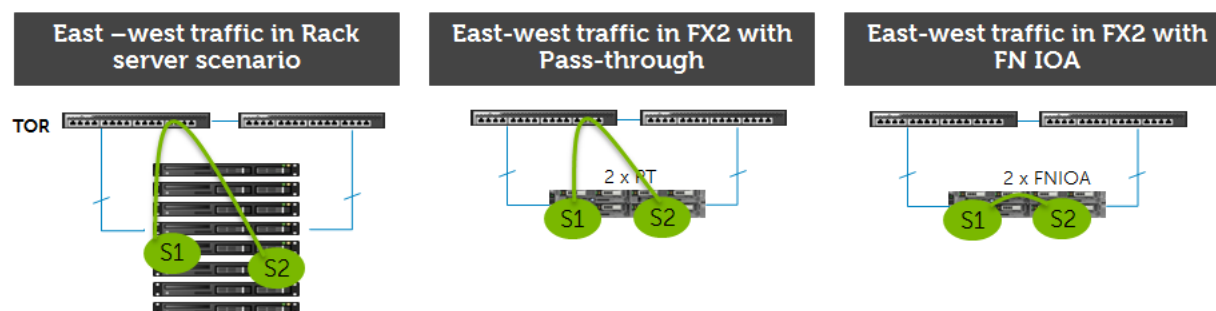 East –west traffic in Rack
server scenario
East-west traffic in FX2 with
Pass-through
East-west traffic in FX2 with
FN IOA
TOR
S1
S2
2 x PT
S1
S2
2 x FNIOA
S1
S2